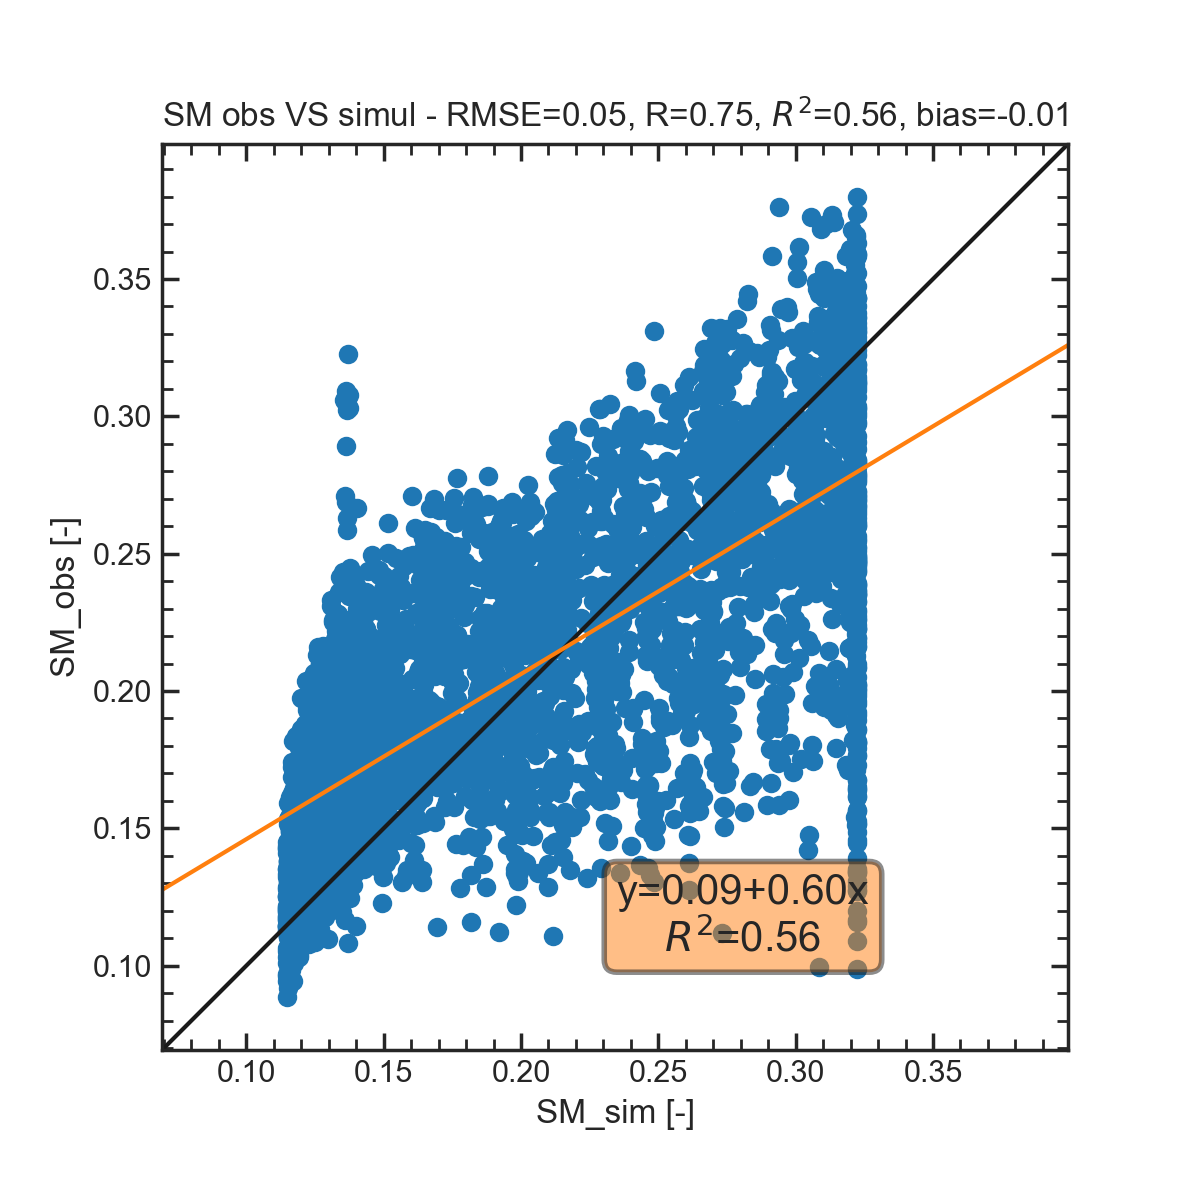 SM obs VS simul - RMSE=0.05, R=0.75, R²=0.56, bias=-0.01
0.35
0.30
0.25
0.20
0.15
0.10
SM_obs [-]
y=0.09+0.60x
R²=0.56
0.10 0.15 0.20 0.25 0.30 0.35
SM_sim [-]